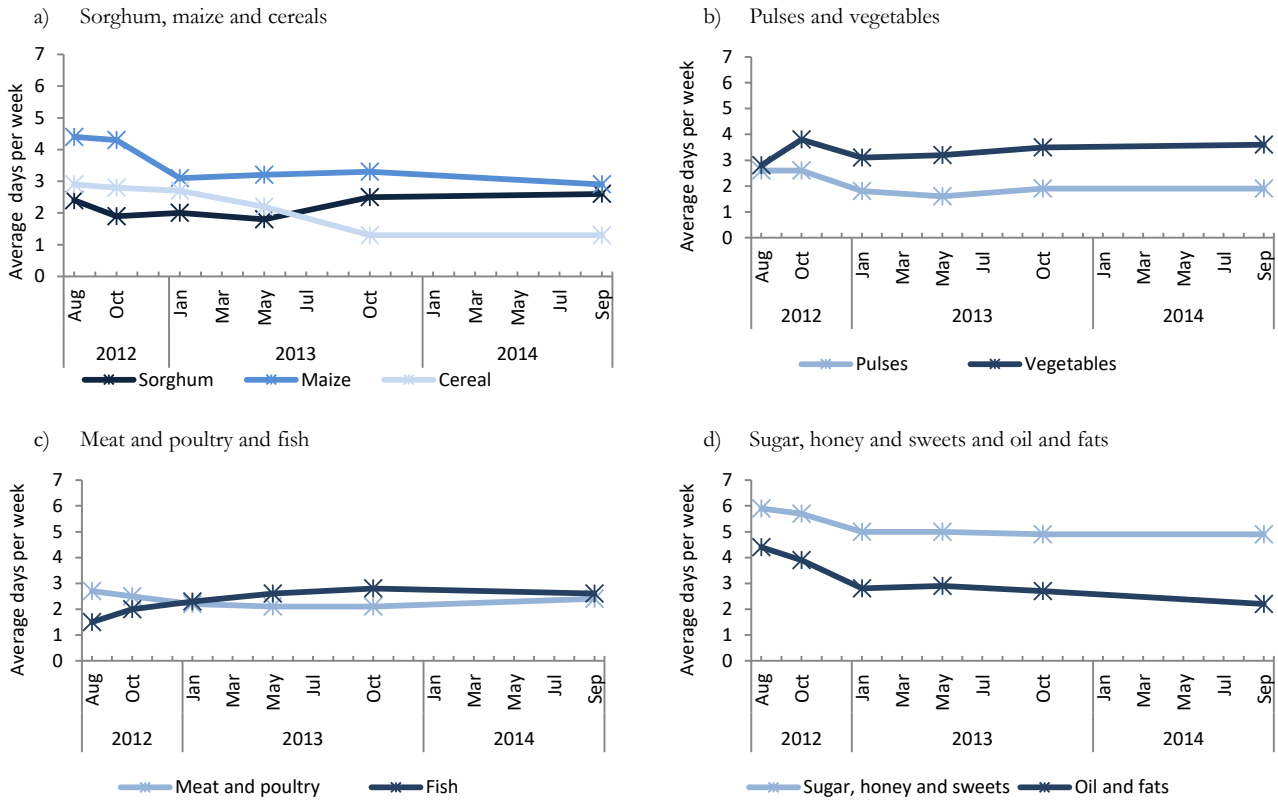 a) Sorghum, maize and cereals
Average days per week
7
6
5
4
3
2
1
0
Aug Oct Jan Mar May Jul Oct Jan Mar May Jul Sep
2012 2013 2014
Sorghum Maize Cereal
b) Pulses and vegetables
Average days per week
7
6
5
4
3
2
1
0
Aug Oct Jan Mar May Jul Oct Jan Mar May Jul Sep
2012 2013 2014
Pulses Vegetables
c) Meat and poultry and fish
Average days per week
7
6
5
4
3
2
1
0
Aug Oct Jan Mar May Jul Oct Jan Mar May Jul Sep
2012 2013 2014
Meat and poultry Fish
d) Sugar, honey and sweets and oil and fats
Average days per week
7
6
5
4
3
2
1
0
Aug Oct Jan Mar May Jul Oct Jan Mar May Jul Sep
2012 2013 2014
Sugar, honey and sweets Oil and fats